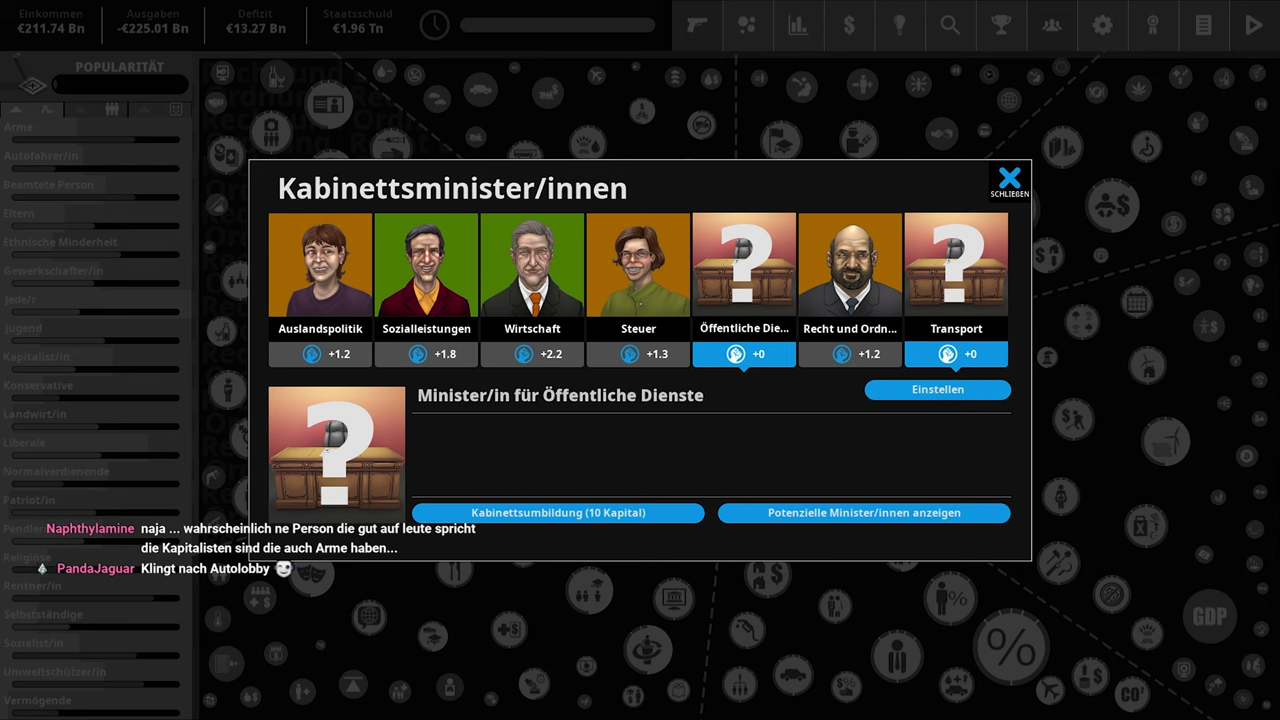 Einkommen
€211.74 Bn
Ausgaben
-€225.01 Bn
Defizit
€13.27 Bn
Staatsschuld
€1.96 Tn
POPULARITÄT
Arme
Autofahrer/in
Beamtete Person
Eltern
Ethnische Minderheit
Gewerkschafter/in
Jede/r
Jugend
Kapitalist/in
Konservative
Landwirt/in
Liberale
Normalverdienende
Patriot/in
Religiöse
Rentner/in
Selbstständige
Sozialist/in
Umweltschützer/in
Vermögende
Kabinettsminister/innen
SCHLIEßEN
Auslandspolitik
Sozialleistungen
Wirtschaft
Steuer
Öffentliche Die...
Recht und Ordn...
Transport
+1.2
+1.8
+2.2
+1.3
+0
+1.2
+0
Minister/in für Öffentliche Dienste
Einstellen
Kabinettsumbildung (10 Kapital)
Potenzielle Minister/innen anzeigen
Naphthylamine naja ... wahrscheinlich ne Person die gut auf leute spricht
die Kapitalisten sind die auch Arme haben...
PandaJaguar Klingt nach Autolobby
GDP
%
CO²